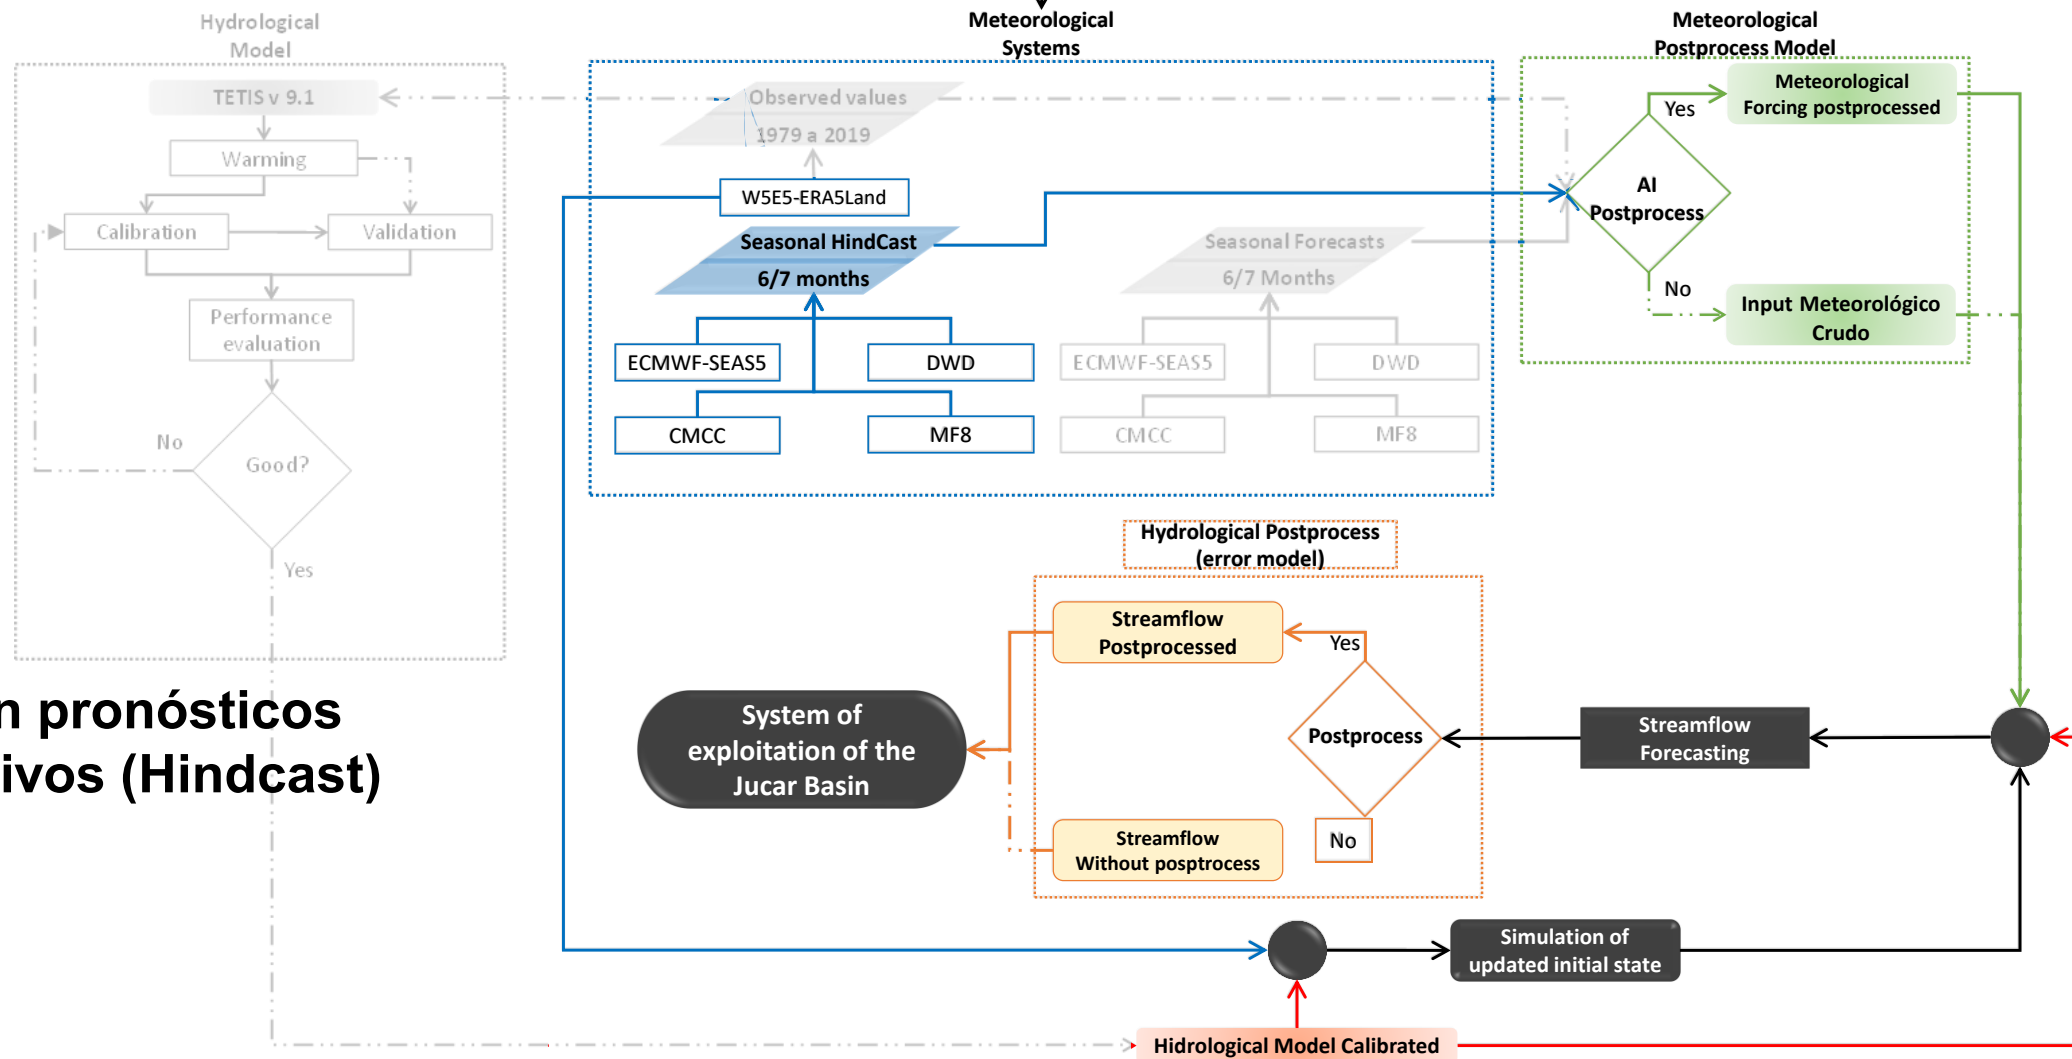 Hydrological
Model
TETIS v 9.1
Warming
Calibration
Validation
Performance
evaluation
No
Good?
Yes
Meteorological
Systems
Observed values
1979 a 2019
W5E5-ERA5Land
Seasonal HindCast
6/7 months
ECMWF-SEAS5
DWD
CMCC
MF8
Seasonal Forecasts
6/7 Months
ECMWF-SEAS5
DWD
CMCC
MF8
Meteorological
Postprocess Model
Meteorological
Forcing postprocessed
Yes
AI
Postprocess
No
Input Meteorológico
Crudo
Hydrological Postprocess
(error model)
Streamflow
Postprocessed
Yes
Postprocess
No
Streamflow
Without posptrocess
System of
exploitation of the
Jucar Basin
Streamflow
Forecasting
n pronósticos
ivos (Hindcast)
Simulation of
updated initial state
Hidrological Model Calibrated